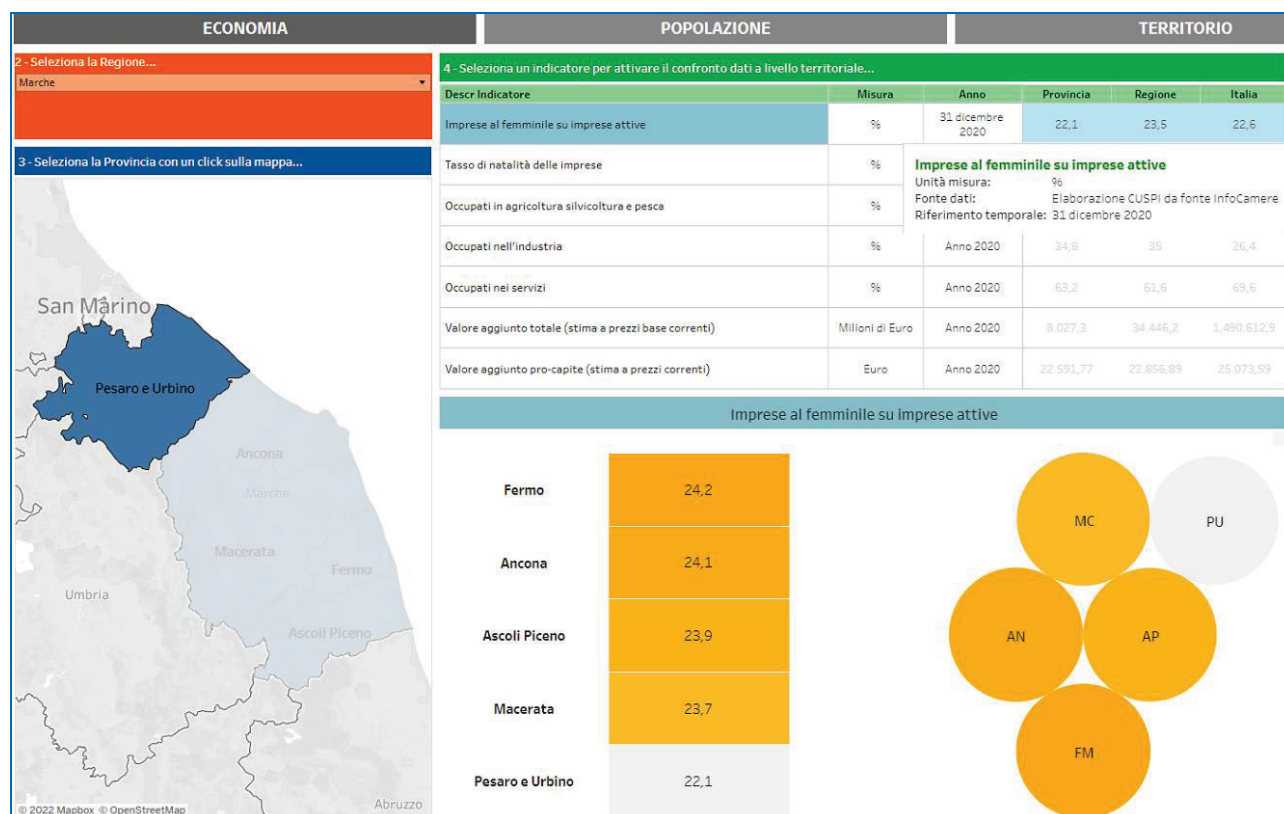 ECONOMIA
POPOLAZIONE
TERRITORIO
2 - Seleziona la Regione...
Marche
3 - Seleziona la Provincia con un click sulla mappa...
San Marino
Pesaro e Urbino
Ancona
Marche
Macerata
Fermo
Umbria
Ascoli Piceno
Abruzzo
© 2022 Mapbox © OpenStreetMap
4 - Seleziona un indicatore per attivare il confronto dati a livello territoriale...
Descr Indicatore Misura Anno Provincia Regione Italia
Imprese al femminile su imprese attive % 31 dicembre 2020 22,1 23,5 22,6
Tasso di natalità delle imprese %
Occupati in agricoltura silvicoltura e pesca %
Imprese al femminile su imprese attive
Unità misura: %
Fonte dati: Elaborazione CUSPI da fonte InfoCamere
Riferimento temporale: 31 dicembre 2020
Occupati nell'industria % Anno 2020 34,8 35 26,4
Occupati nei servizi % Anno 2020 63,2 61,6 69,6
Valore aggiunto totale (stima a prezzi base correnti) Milioni di Euro Anno 2020 8.027,3 34.446,2 1.490.612,9
Valore aggiunto pro-capite (stima a prezzi correnti) Euro Anno 2020 22.591,77 22.856,89 25.073,59
Imprese al femminile su imprese attive
Fermo 24,2
Ancona 24,1
Ascoli Piceno 23,9
Macerata 23,7
Pesaro e Urbino 22,1
MC
PU
AN
AP
FM